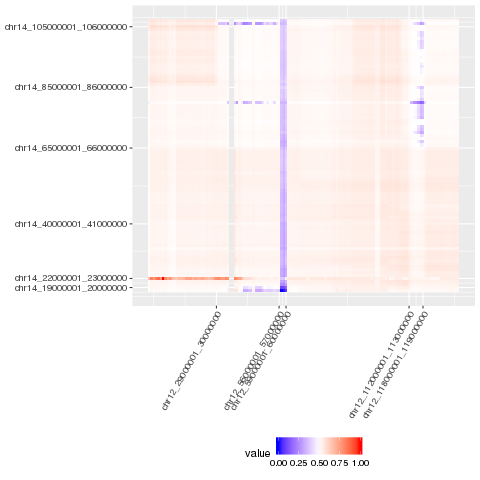 chr14_105000001_106000000
chr14_85000001_86000000
chr14_65000001_66000000
chr14_40000001_41000000
chr14_22000001_23000000
chr14_19000001_20000000
chr12_29000001_30000000
chr12_56000001_57000000
chr12_59000001_60000000
chr12_112000001_113000000
chr12_118000001_119000000
value
0.00 0.25 0.50 0.75 1.00